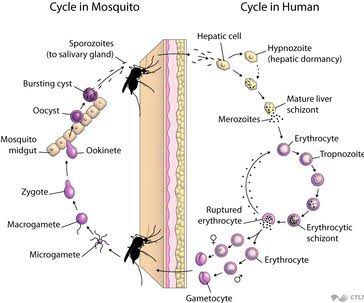 Cycle in Mosquito
Cycle in Human
Sporozoites
(to salivary gland)
Bursting cyst
Oocyst
Mosquito
midgut
Ookinete
Zygote
Macrogamete
Microgamete
Hepatic cell
Hypnozoite
(hepatic dormancy)
Mature liver
schizont
Merozoites
Erythrocyte
Tropnozoite
Ruptured
erythrocyte
Erythrocytic
schizont
♀
Erythrocyte
♂
Gametocyte